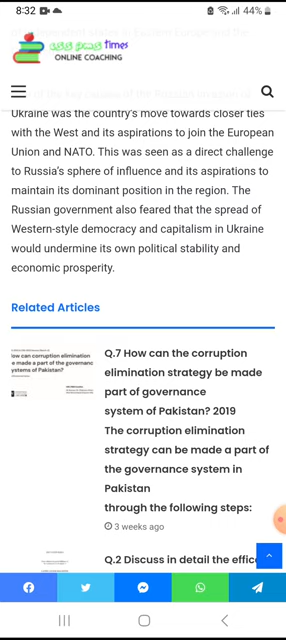 8:32
44%
times
ONLINE COACHING
Ukraine was the country's move towards closer ties
with the West and its aspirations to join the European
Union and NATO. This was seen as a direct challenge
to Russia's sphere of influence and its aspirations to
maintain its dominant position in the region. The
Russian government also feared that the spread of
Western-style democracy and capitalism in Ukraine
would undermine its own political stability and
economic prosperity.
Related Articles
Q.7 How can the corruption
elimination strategy be made
part of governance
system of Pakistan? 2019
The corruption elimination
strategy can be made a part of
the governance system in
Pakistan
through the following steps:
3 weeks ago
Q.2 Discuss in detail the effic